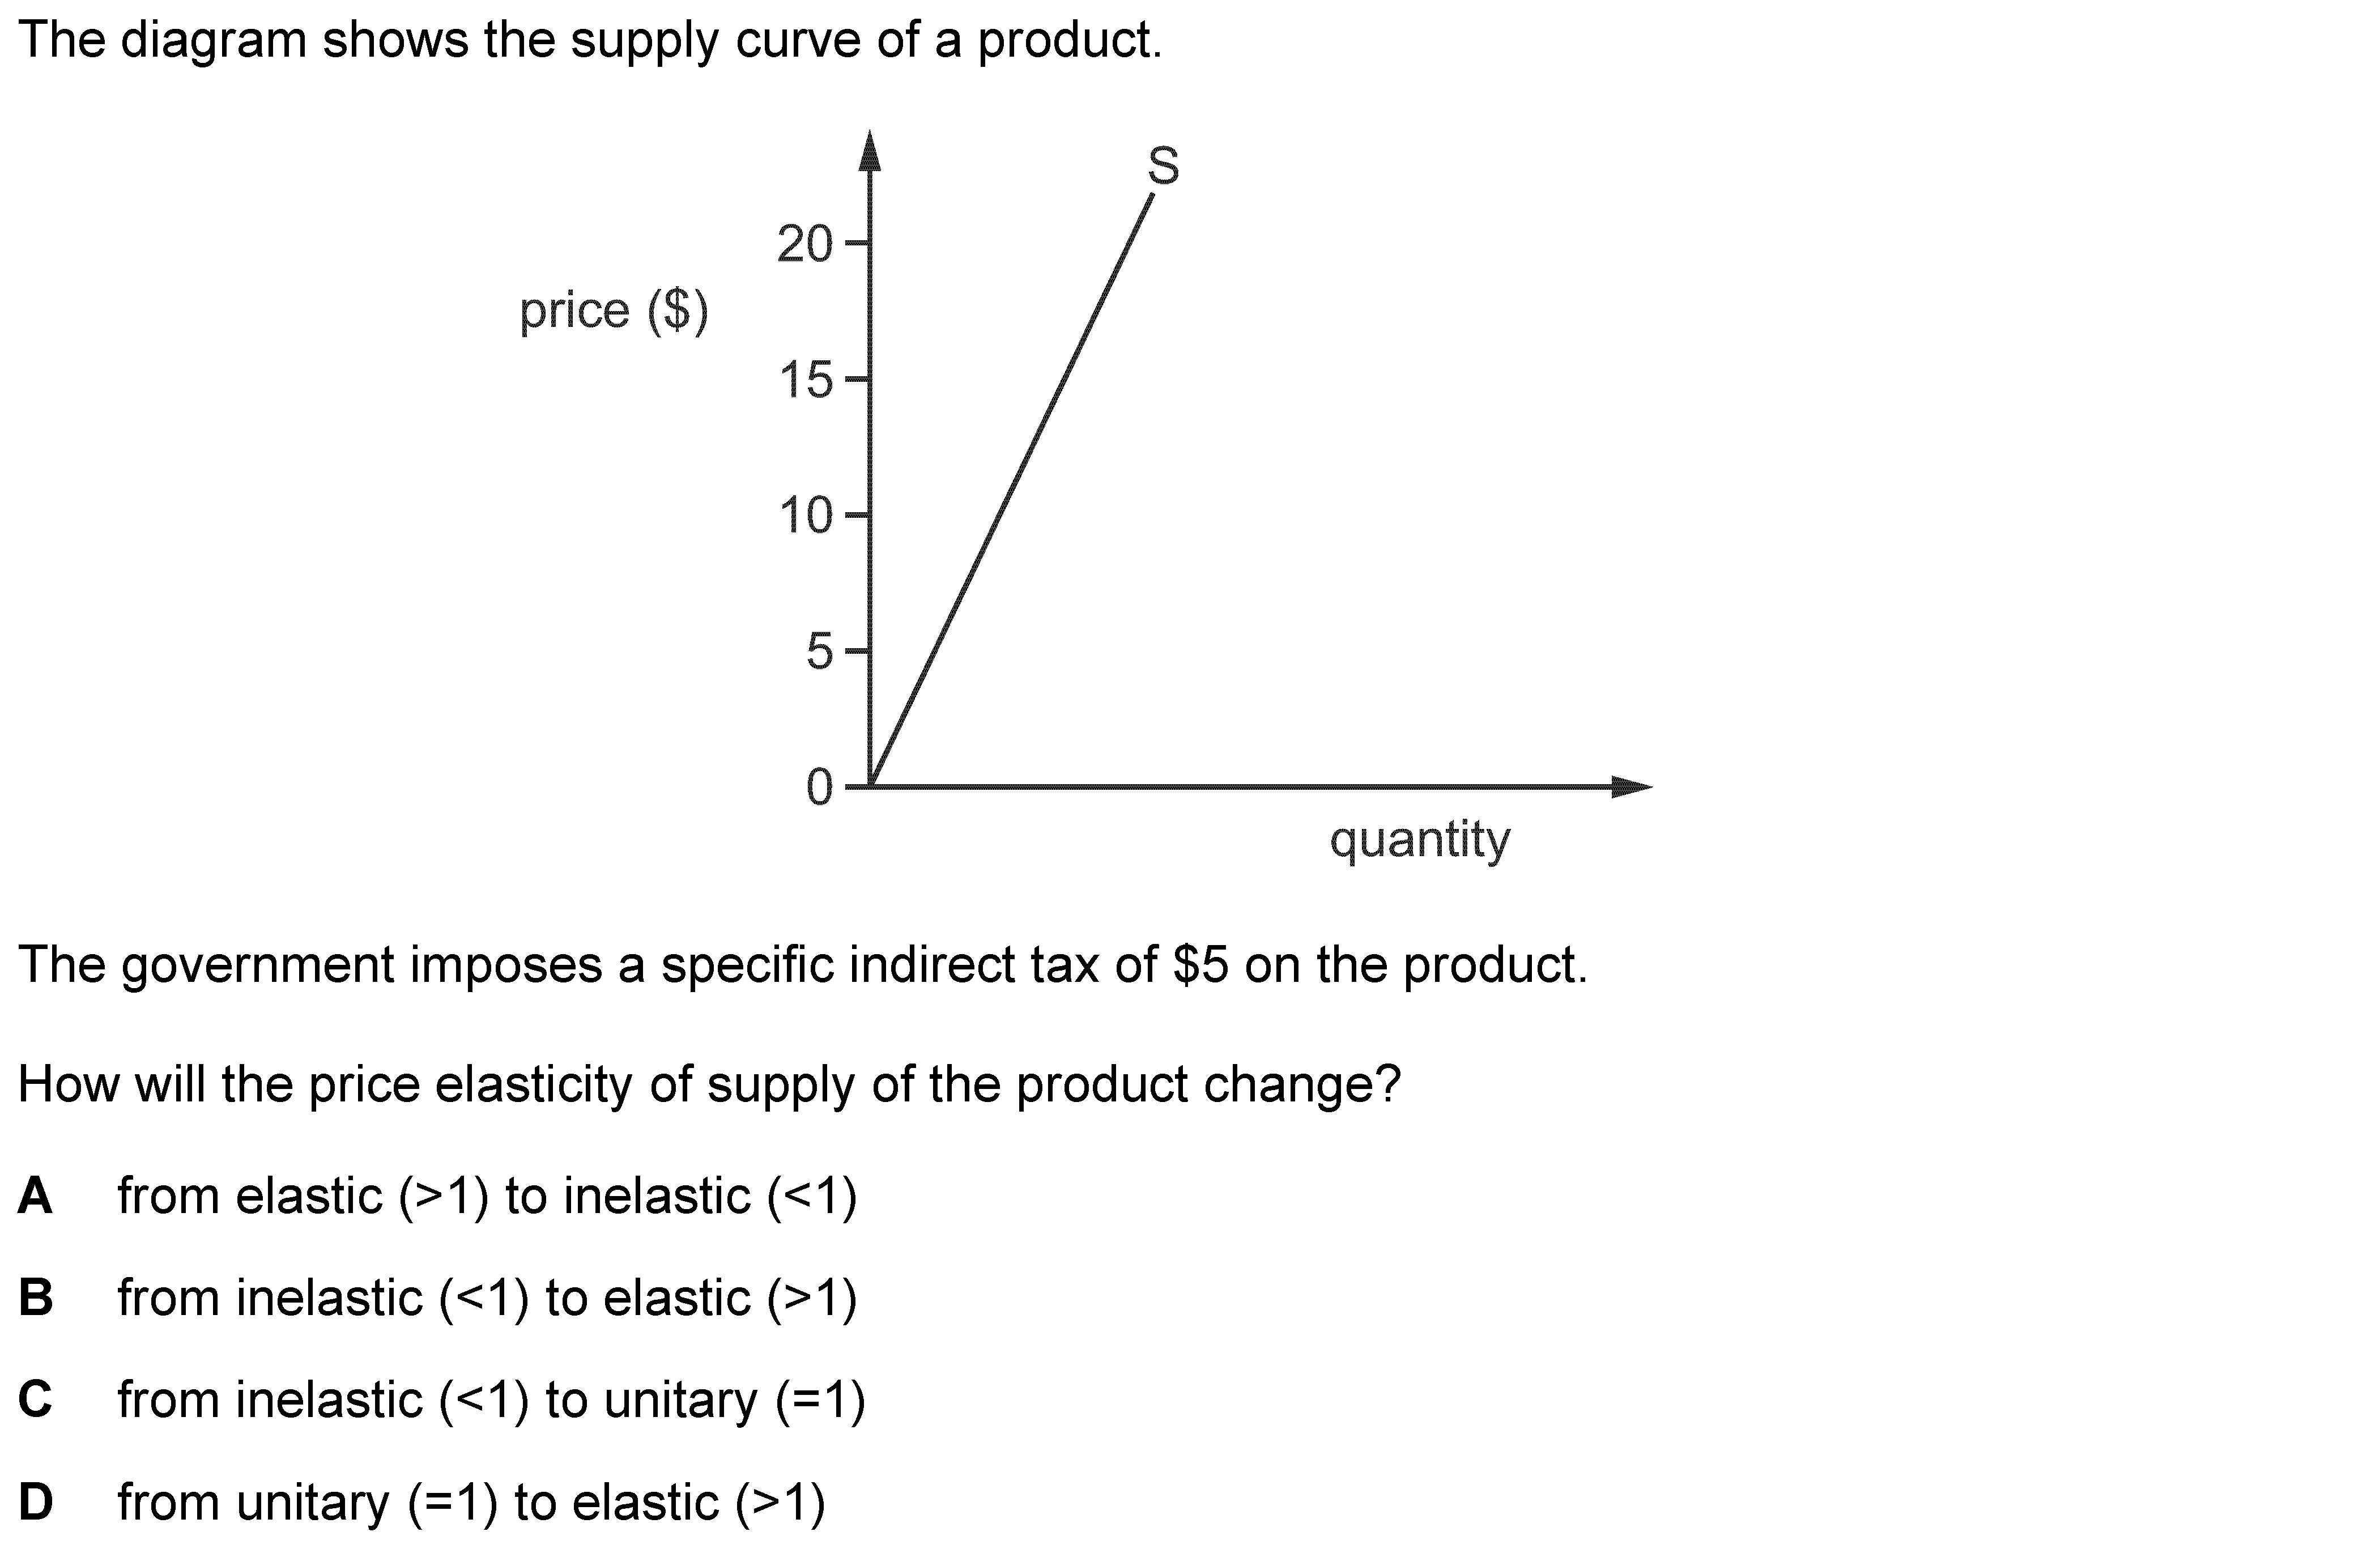 The diagram shows the supply curve of a product.
S
20
price ($)
15
10
5
0
quantity
The government imposes a specific indirect tax of $5 on the product.
How will the price elasticity of supply of the product change?
A from elastic (>1) to inelastic (<1)
B from inelastic (<1) to elastic (>1)
C from inelastic (<1) to unitary (=1)
D from unitary (=1) to elastic (>1)